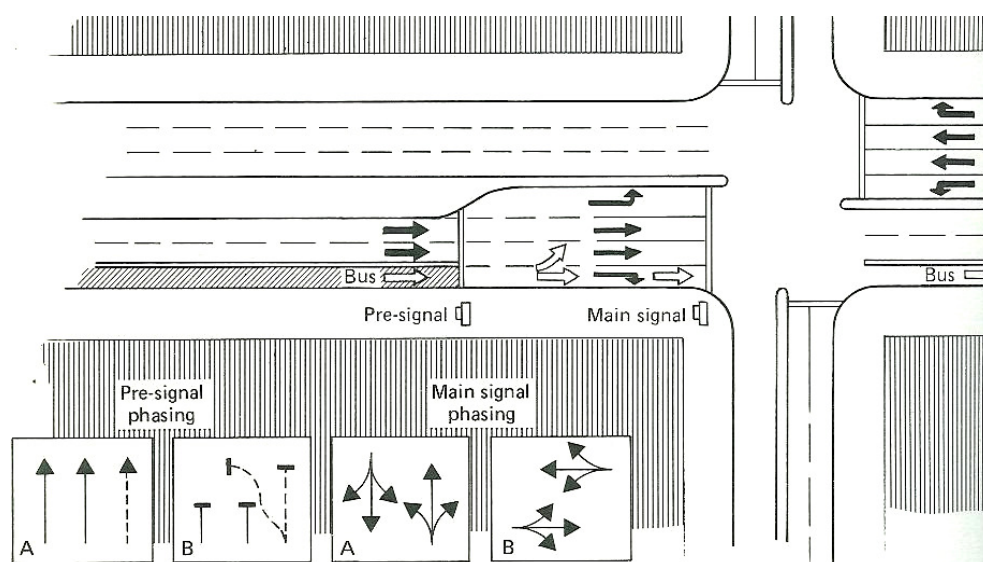 Bus
Bus
Pre-signal
Main signal
Pre-signal
phasing
Main signal
phasing
A
B
A
B